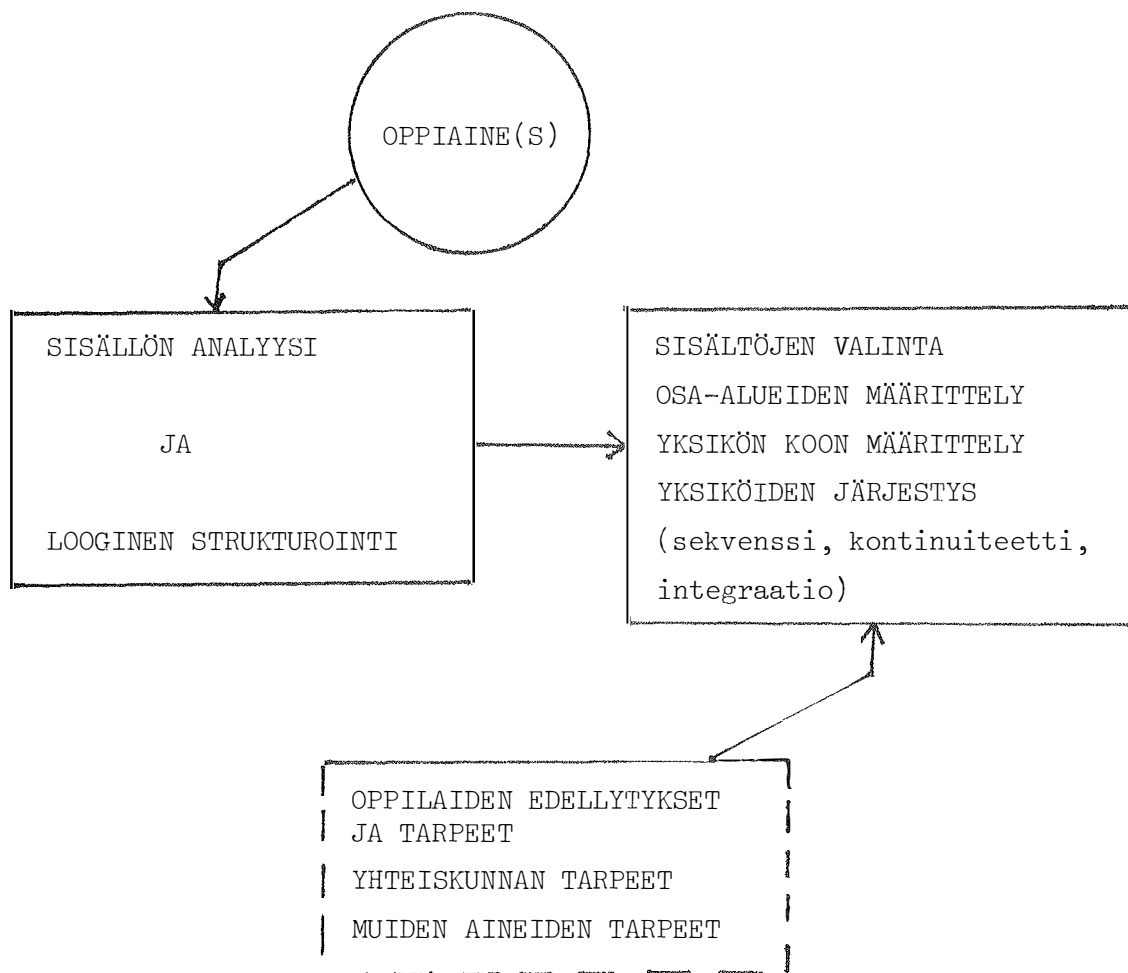 OPPIAINE(S)
SISÄLLÖN ANALYYSI
JA
LOOGINEN STRUKTUROINTI
SISÄLTÖJEN VALINTA
OSA-ALUEIDEN MÄÄRITTELY
YKSIKÖN KOON MÄÄRITTELY
YKSIKÖIDEN JÄRJESTYS
(sekvenssi, kontinuiteetti,
integraatio)
OPPILAIDEN EDELLYTYKSET
JA TARPEET
YHTEISKUNNAN TARPEET
MUIDEN AINEIDEN TARPEET